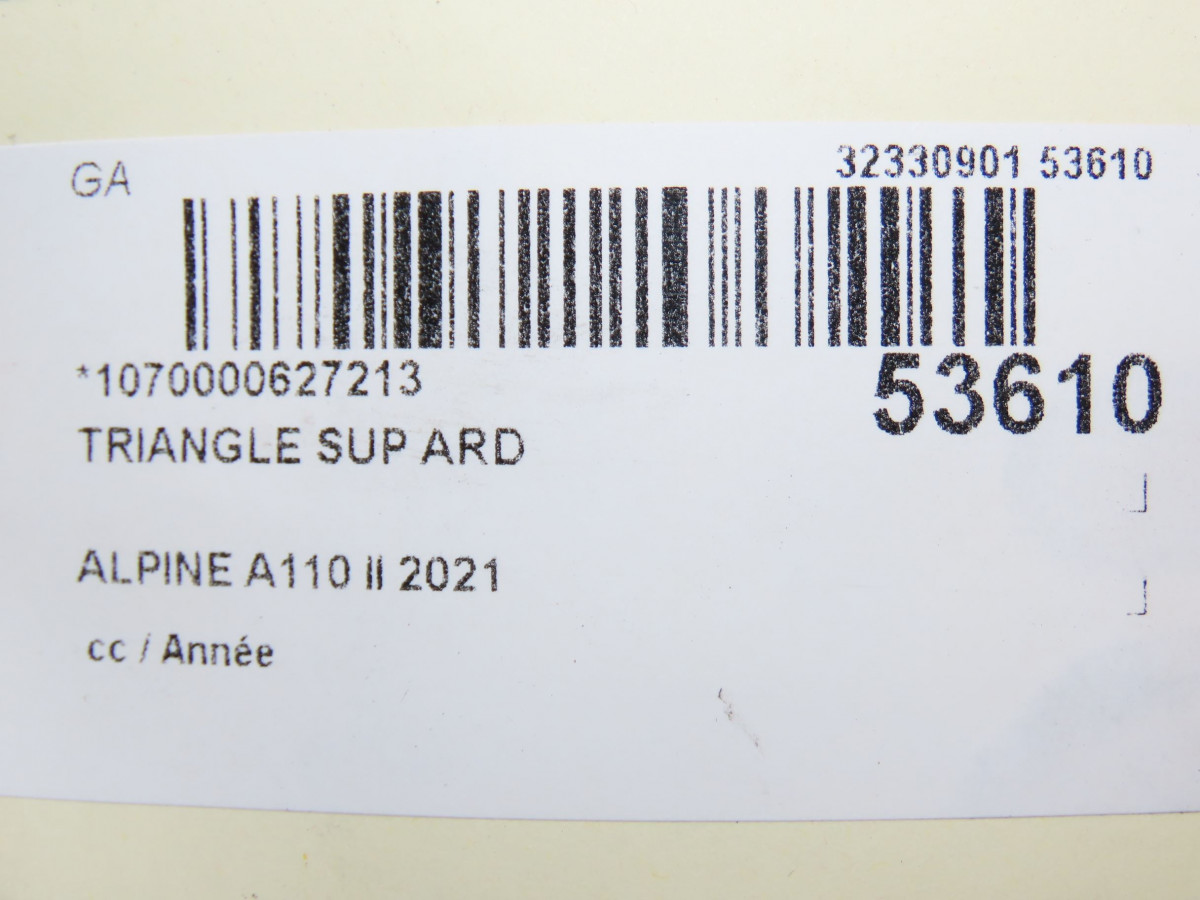 GA
32330901 53610
*1070000627213
53610
TRIANGLE SUP ARD
ALPINE A110 II 2021
cc / Année